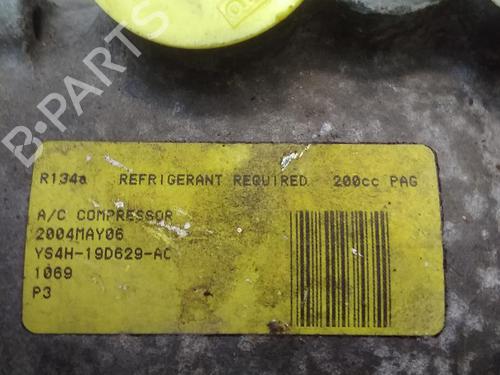 B-PARTS
R134a REFRIGERANT REQUIRED 200cc PAG
A/C COMPRESSOR
2004MAY06
YS4H-19D629-AC
1069
P3